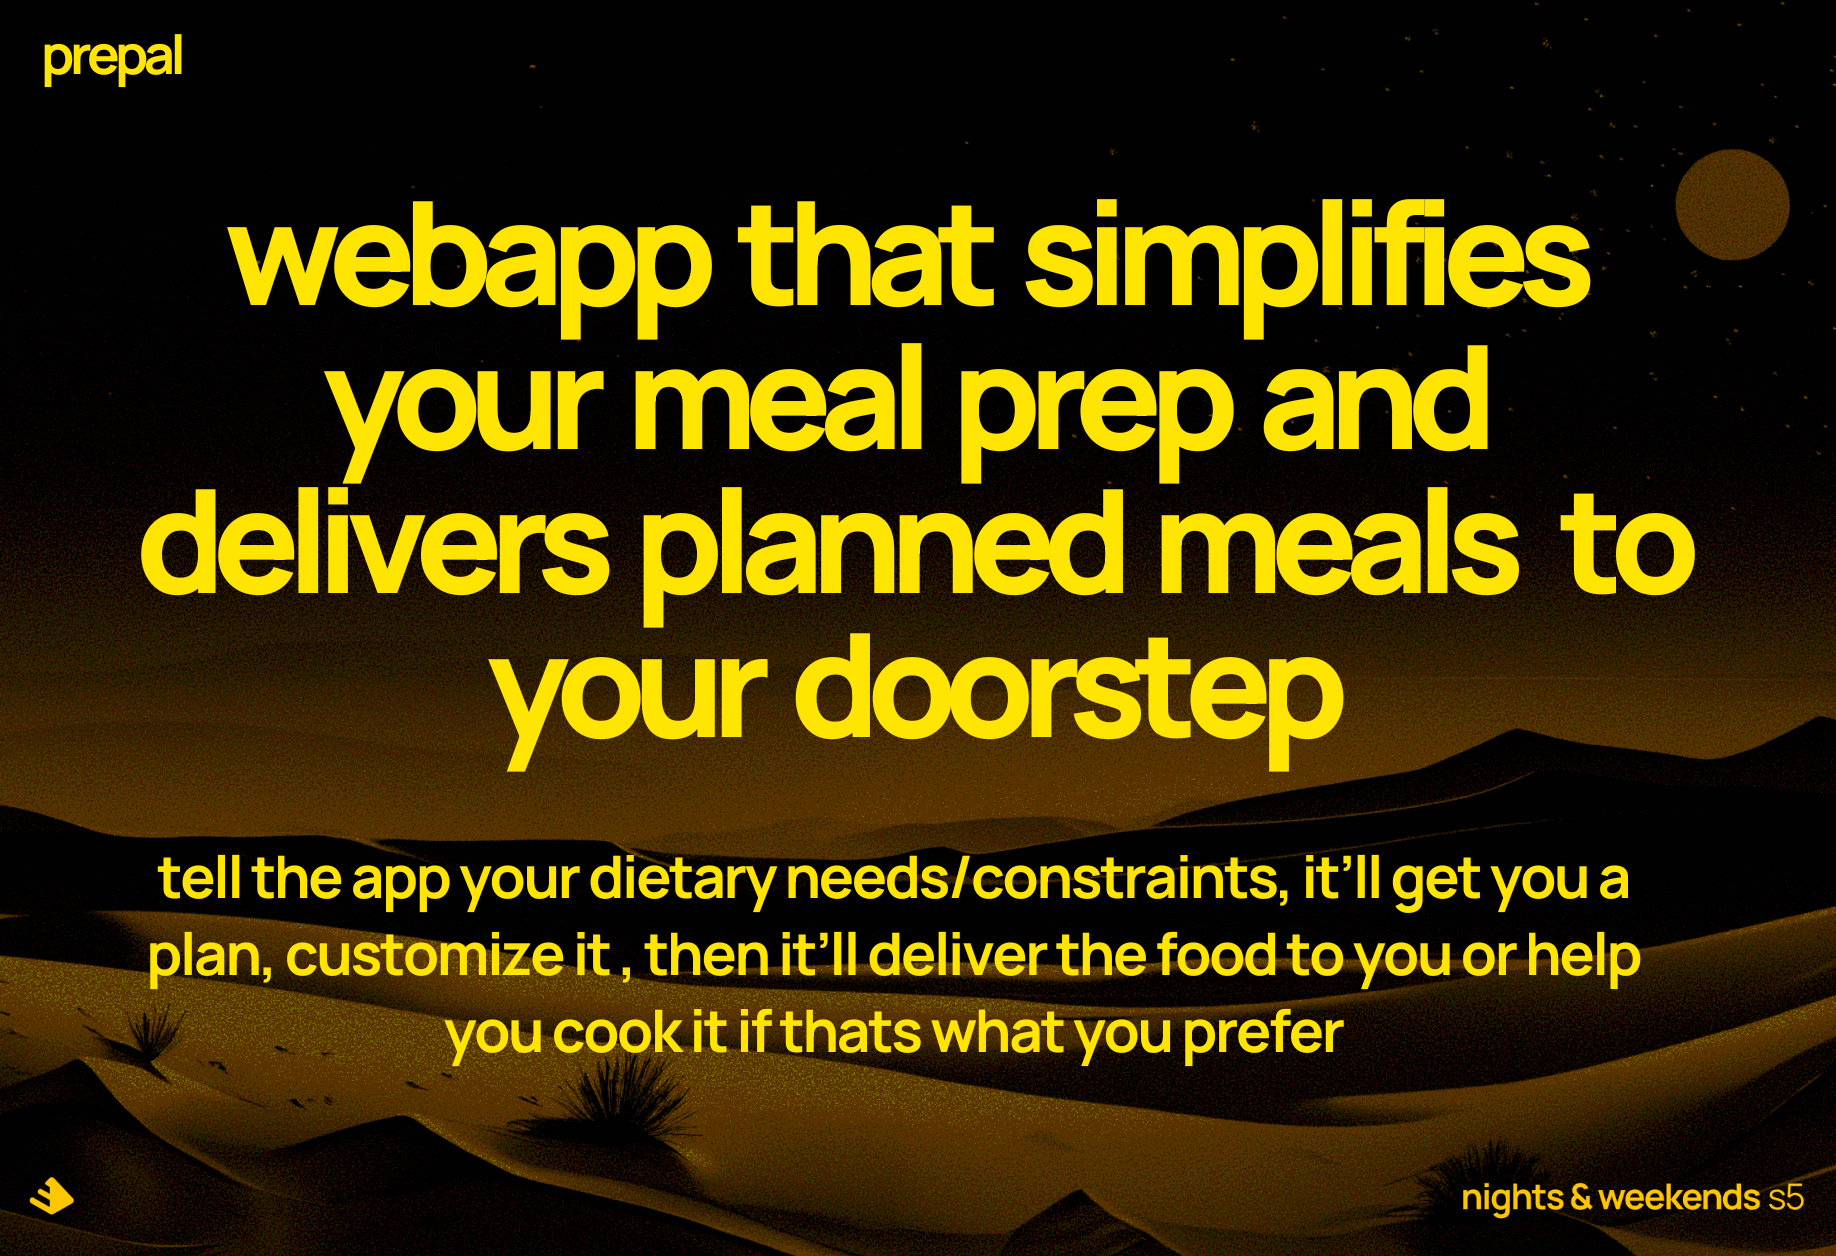 prepal
webapp that simplifies
your meal prep and
delivers planned meals to
your doorstep
tell the app your dietary needs/constraints, it’ll get you a
plan, customize it , then it’ll deliver the food to you or help
you cook it if thats what you prefer
nights & weekends s5